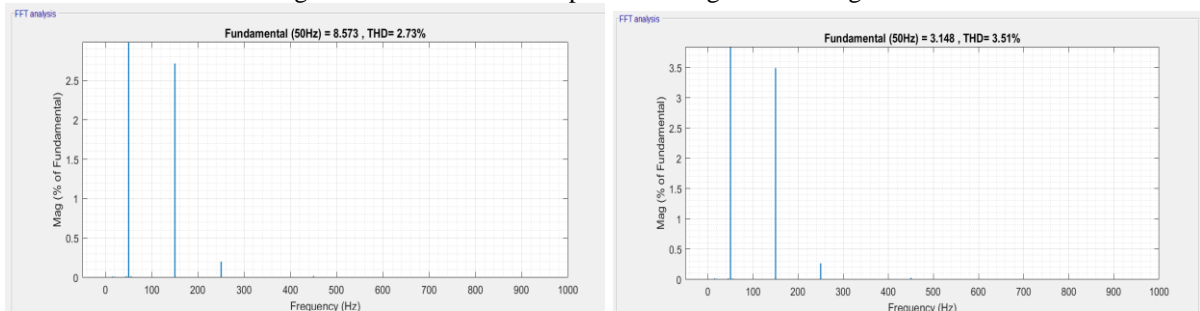 FFT analysis
Fundamental (50Hz) = 8.573 , THD= 2.73%
Mag (% of Fundamental)
2.5
2
1.5
1
0.5
0
0 100 200 300 400 500 600 700 800 900 1000
Frequency (Hz)
FFT analysis
Fundamental (50Hz) = 3.148 , THD= 3.51%
Mag (% of Fundamental)
3.5
3
2.5
2
1.5
1
0.5
0
0 100 200 300 400 500 600 700 800 900 1000
Frequency (Hz)